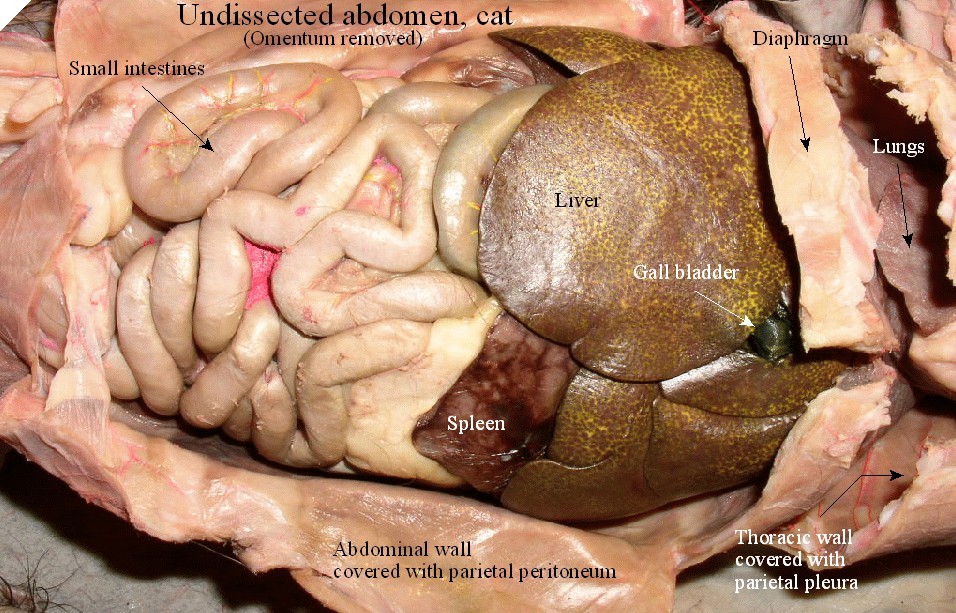 Undissected abdomen, cat
(Omentum removed)
Small intestines
Diaphragm
Lungs
Liver
Gall bladder
Spleen
Abdominal wall
covered with parietal peritoneum
Thoracic wall
covered with
parietal pleura